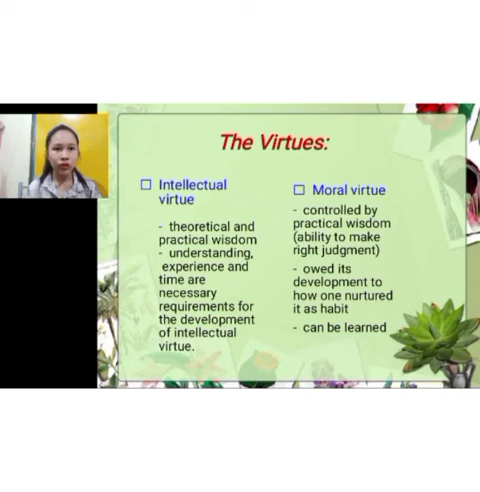 The Virtues:
☐ Intellectual
virtue
- theoretical and
practical wisdom
- understanding,
experience and
time are
necessary
requirements for
the development
of intellectual
virtue.
☐ Moral virtue
- controlled by
practical wisdom
(ability to make
right judgment)
- owed its
development to
how one nurtured
it as habit
- can be learned